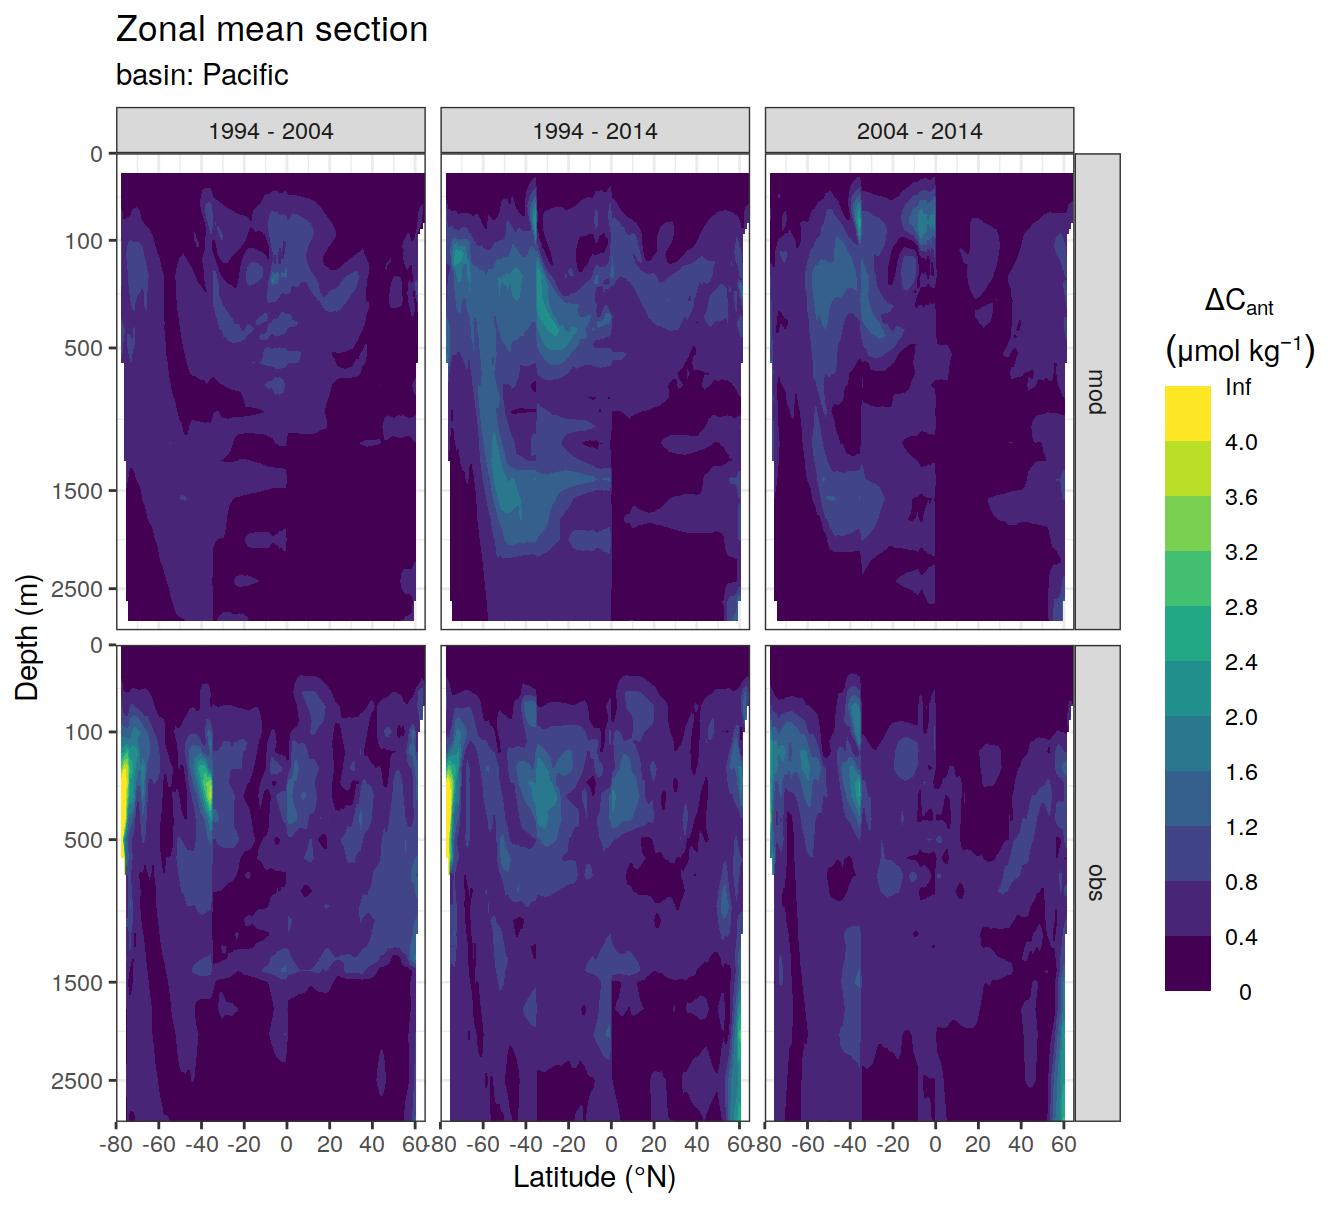 Zonal mean section
basin: Pacific
1994 - 2004 1994 - 2014 2004 - 2014
0
100
500
1500
2500
mod
0
100
500
1500
2500
obs
Depth (m)
-80 -60 -40 -20 0 20 40 60 -80 -60 -40 -20 0 20 40 60 -80 -60 -40 -20 0 20 40 60
Latitude (°N)
ΔCant
(μmol kg⁻¹)
Inf
4.0
3.6
3.2
2.8
2.4
2.0
1.6
1.2
0.8
0.4
0